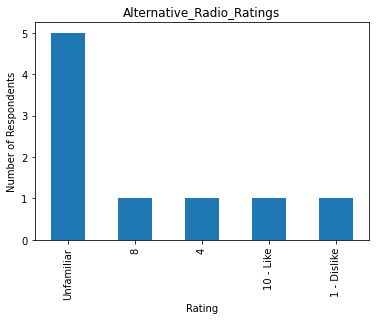 Alternative_Radio_Ratings
Number of Respondents
5
4
3
2
1
0
Unfamiliar
8
4
10 - Like
1 - Dislike
Rating